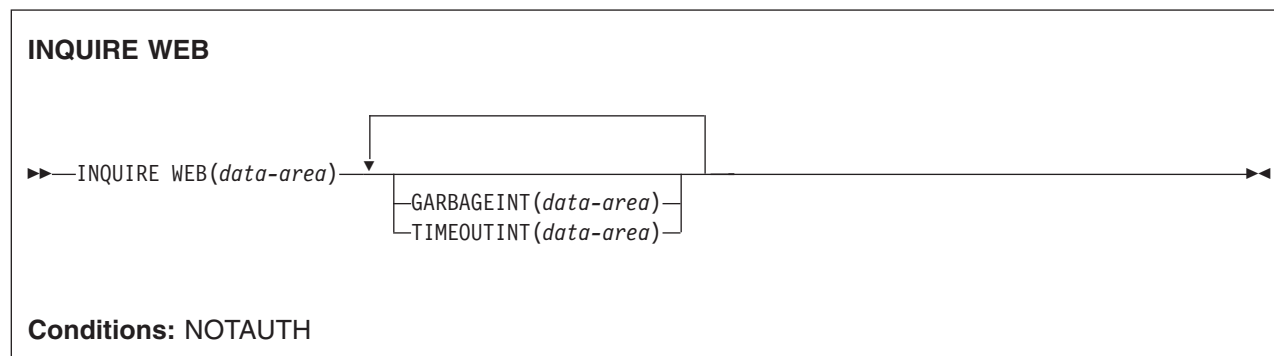 INQUIRE WEB
INQUIRE WEB(data-area)
GARBAGEINT(data-area)
TIMEOUTINT(data-area)
Conditions: NOTAUTH